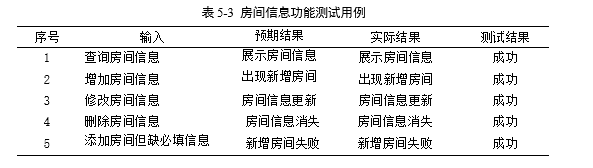 表 5-3 房间信息功能测试用例
序号 输入 预期结果 实际结果 测试结果
1 查询房间信息 展示房间信息 展示房间信息 成功
2 增加房间信息 出现新增房间 出现新增房间 成功
3 修改房间信息 房间信息更新 房间信息更新 成功
4 删除房间信息 房间信息消失 房间信息消失 成功
5 添加房间但缺必填信息 新增房间失败 新增房间失败 成功